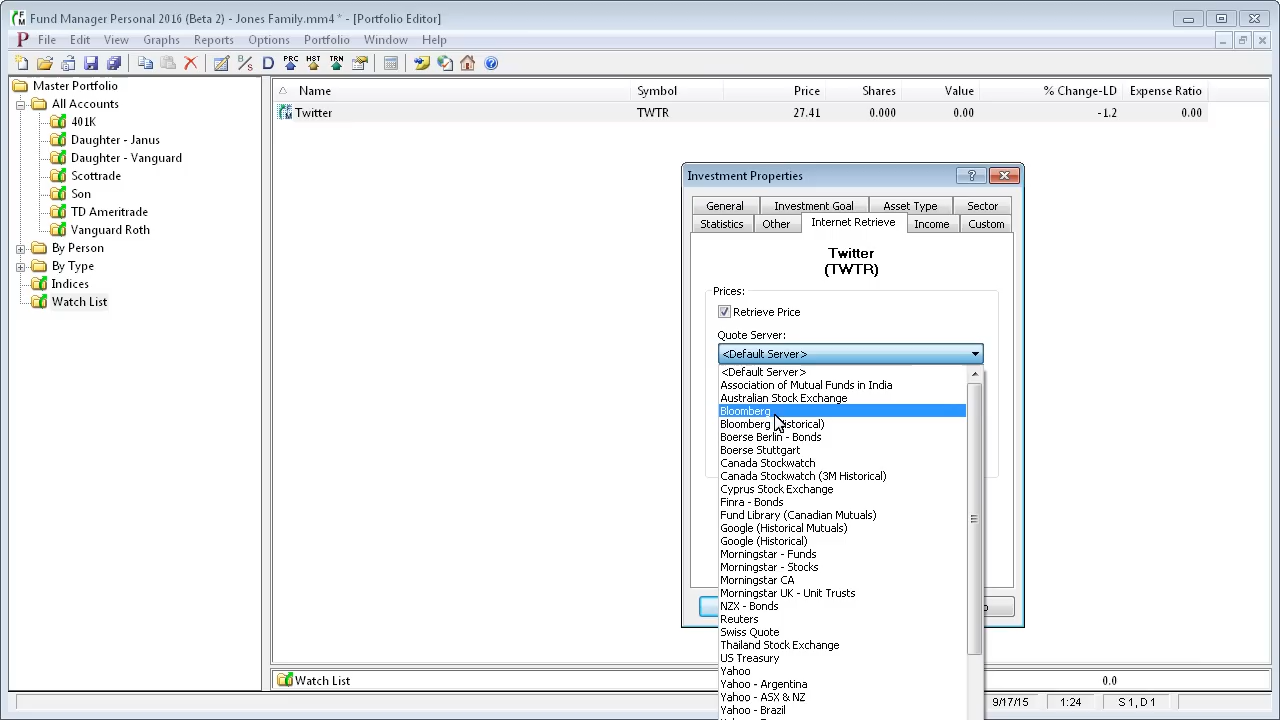 Fund Manager Personal 2016 (Beta 2) - Jones Family.mm4 * - [Portfolio Editor]
File Edit View Graphs Reports Options Portfolio Window Help
Master Portfolio
All Accounts
401K
Daughter - Janus
Daughter - Vanguard
Scottrade
Son
TD Ameritrade
Vanguard Roth
By Person
By Type
Indices
Watch List
Name Symbol Price Shares Value % Change-LD Expense Ratio
Twitter TWTR 27.41 0.000 0.00 -1.2 0.00
Investment Properties
General Investment Goal Asset Type Sector
Statistics Other Internet Retrieve Income Custom
Twitter
(TWTR)
Prices:
Retrieve Price
Quote Server:
<Default Server>
<Default Server>
Association of Mutual Funds in India
Australian Stock Exchange
Bloomberg
Bloomberg (Historical)
Boerse Berlin - Bonds
Boerse Stuttgart
Canada Stockwatch
Canada Stockwatch (3M Historical)
Cyprus Stock Exchange
Finra - Bonds
Fund Library (Canadian Mutuals)
Google (Historical Mutuals)
Google (Historical)
Morningstar - Funds
Morningstar - Stocks
Morningstar CA
Morningstar UK - Unit Trusts
NZX - Bonds
Reuters
Swiss Quote
Thailand Stock Exchange
US Treasury
Yahoo
Yahoo - Argentina
Yahoo - ASX & NZ
Yahoo - Brazil
Watch List 0.0
9/17/15 1:24 S 1, D 1